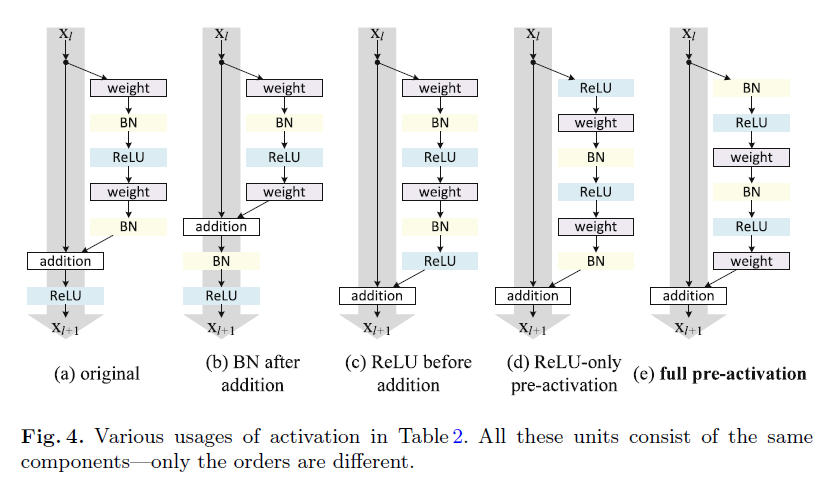 x_l x_l x_l x_l x_l
weight weight weight ReLU BN
BN BN BN weight ReLU
ReLU ReLU ReLU BN weight
weight weight weight ReLU BN
BN addition BN weight ReLU
addition BN ReLU BN weight
ReLU ReLU addition addition addition
x_{l+1} x_{l+1} x_{l+1} x_{l+1} x_{l+1}
(a) original
(b) BN after
addition
(c) ReLU before
addition
(d) ReLU-only
pre-activation
(e) full pre-activation
Fig. 4. Various usages of activation in Table 2. All these units consist of the same
components—only the orders are different.